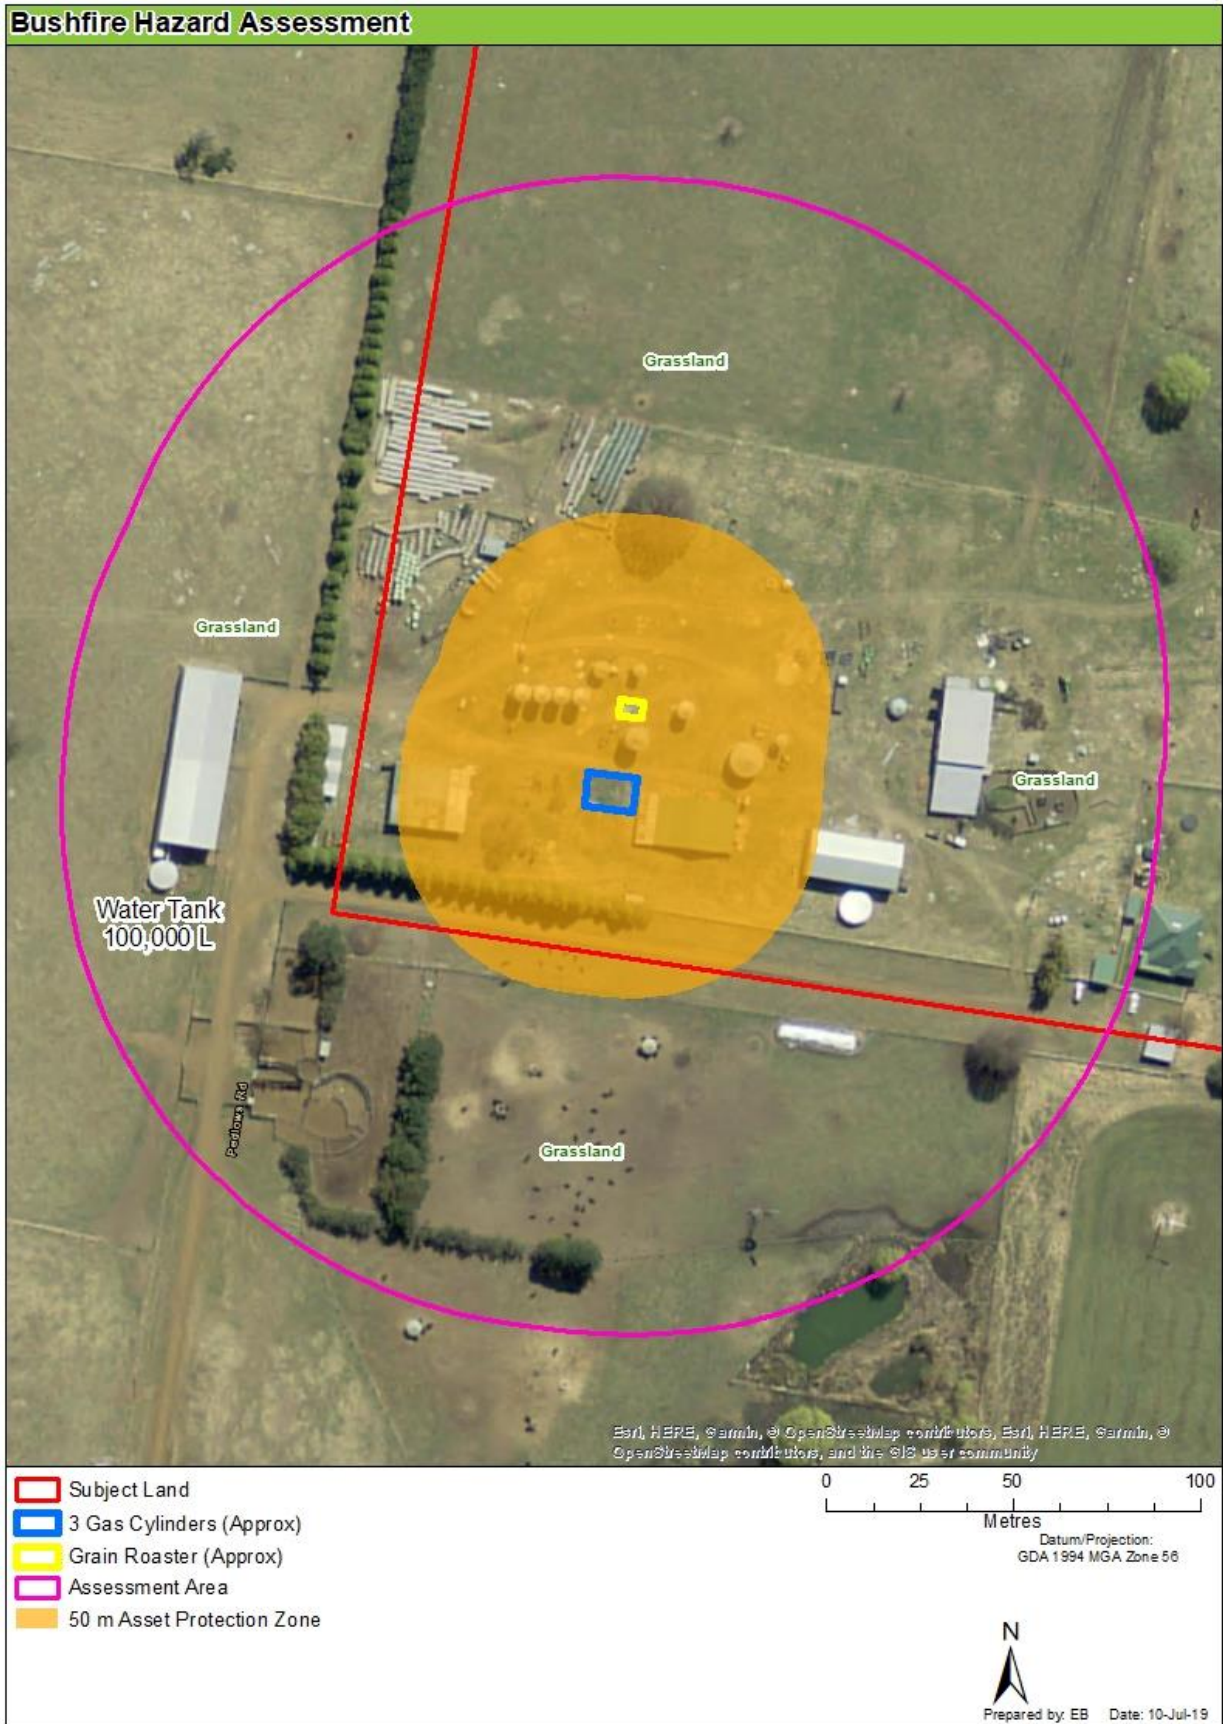 Bushfire Hazard Assessment
Grassland
Grassland
Grassland
Water Tank
100,000 L
Pedlows Rd
Grassland
Esri, HERE, Garmin, © OpenStreetMap contributors, Esri, HERE, Garmin, ©
OpenStreetMap contributors, and the GIS user community
Subject Land
3 Gas Cylinders (Approx)
Grain Roaster (Approx)
Assessment Area
50 m Asset Protection Zone
0 25 50 100
Metres
Datum/Projection:
GDA 1994 MGA Zone 56
N
Prepared by: EB Date: 10-Jul-19